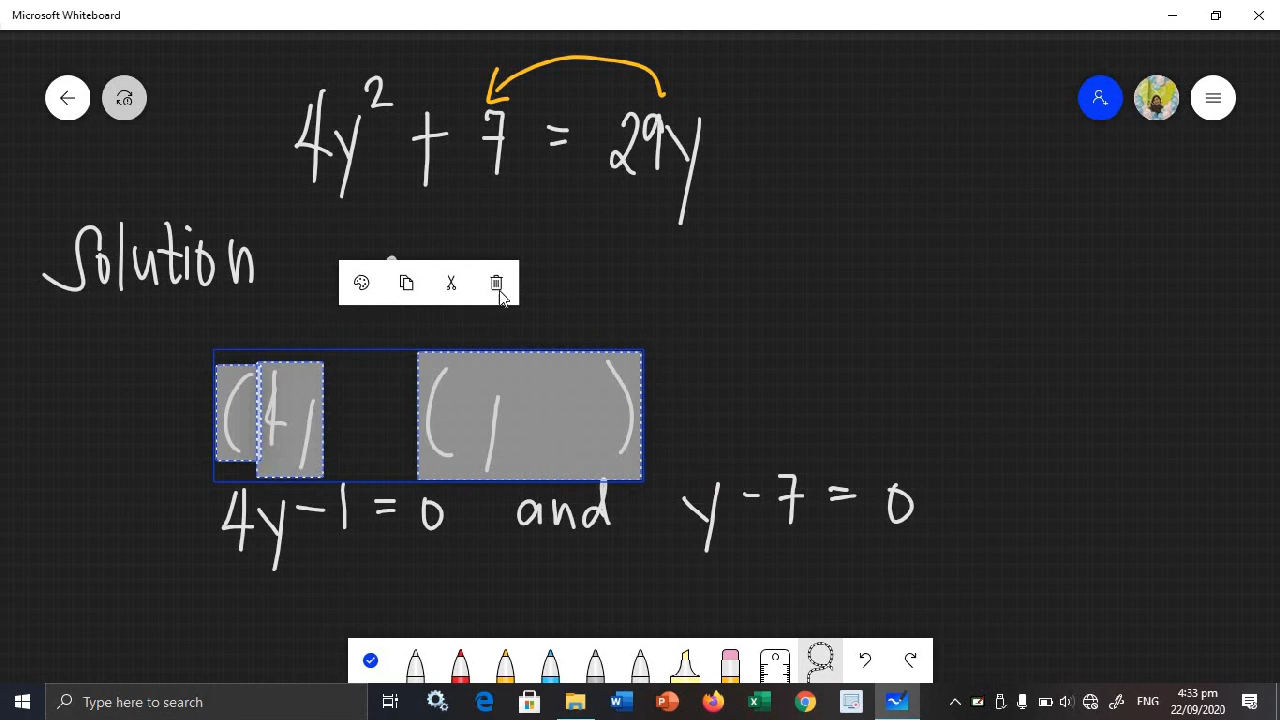 Microsoft Whiteboard
4y² + 7 = 29y
Solution
(4 ( )
4y - 1 = 0 and y - 7 = 0
Type here to search
ENG
4:33 pm
22/09/2020